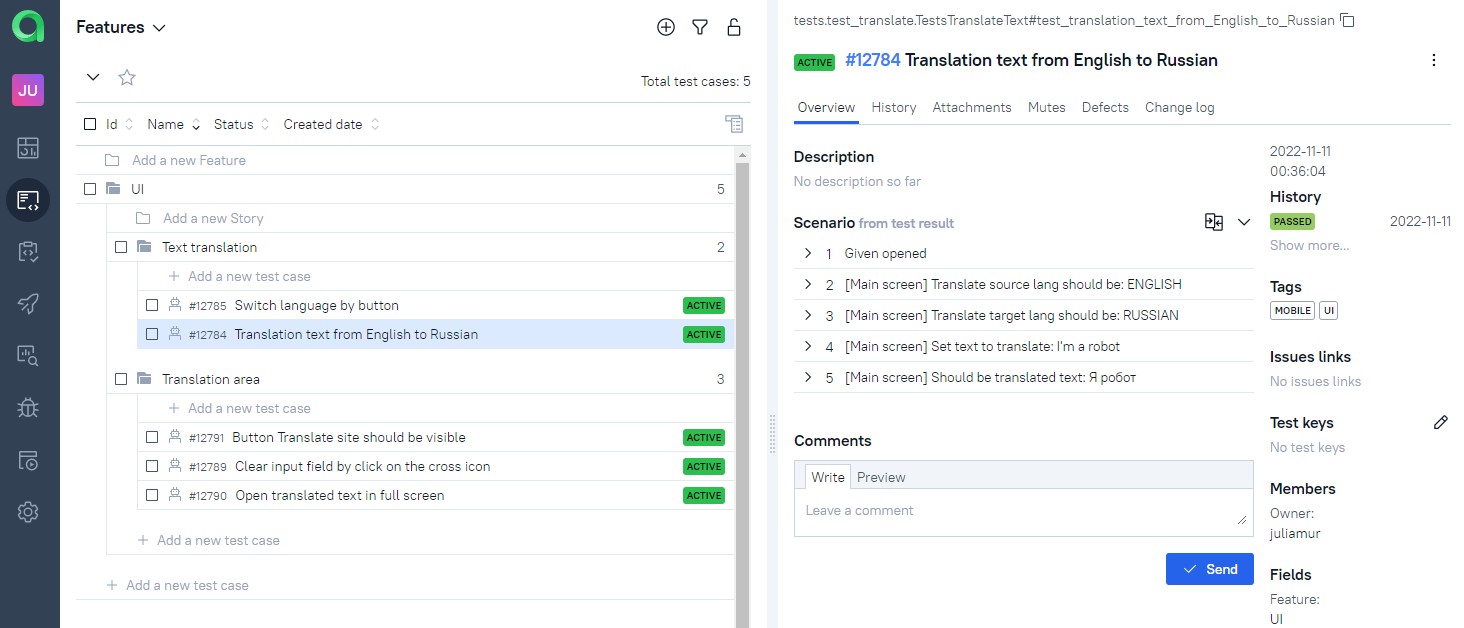 JU
Features
Total test cases: 5
Id Name Status Created date
Add a new Feature
UI 5
Add a new Story
Text translation 2
Add a new test case
#12785 Switch language by button ACTIVE
#12784 Translation text from English to Russian ACTIVE
Translation area 3
Add a new test case
#12791 Button Translate site should be visible ACTIVE
#12789 Clear input field by click on the cross icon ACTIVE
#12790 Open translated text in full screen ACTIVE
Add a new test case
Add a new test case
tests.test_translate.TestsTranslateText#test_translation_text_from_English_to_Russian
ACTIVE #12784 Translation text from English to Russian
Overview History Attachments Mutes Defects Change log
Description
No description so far
Scenario from test result
1 Given opened
2 [Main screen] Translate source lang should be: ENGLISH
3 [Main screen] Translate target lang should be: RUSSIAN
4 [Main screen] Set text to translate: I'm a robot
5 [Main screen] Should be translated text: Я робот
Comments
Write Preview
Leave a comment
Send
2022-11-11
00:36:04
History
PASSED 2022-11-11
Show more...
Tags
MOBILE UI
Issues links
No issues links
Test keys
No test keys
Members
Owner:
juliamur
Fields
Feature:
UI